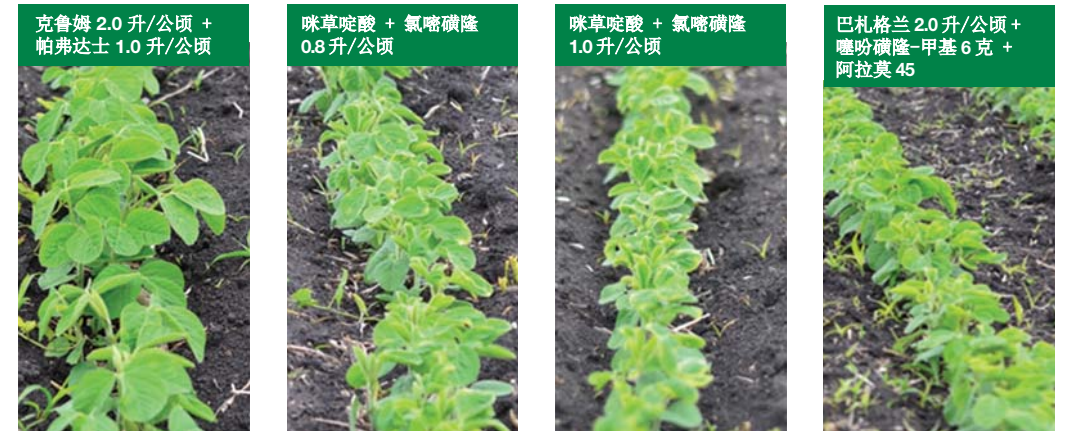 克鲁姆 2.0 升/公顷 +
帕弗达士 1.0 升/公顷
咪草啶酸 + 氯嘧磺隆
0.8 升/公顷
咪草啶酸 + 氯嘧磺隆
1.0 升/公顷
巴札格兰 2.0 升/公顷 +
噻吩磺隆-甲基 6 克 +
阿拉莫 45